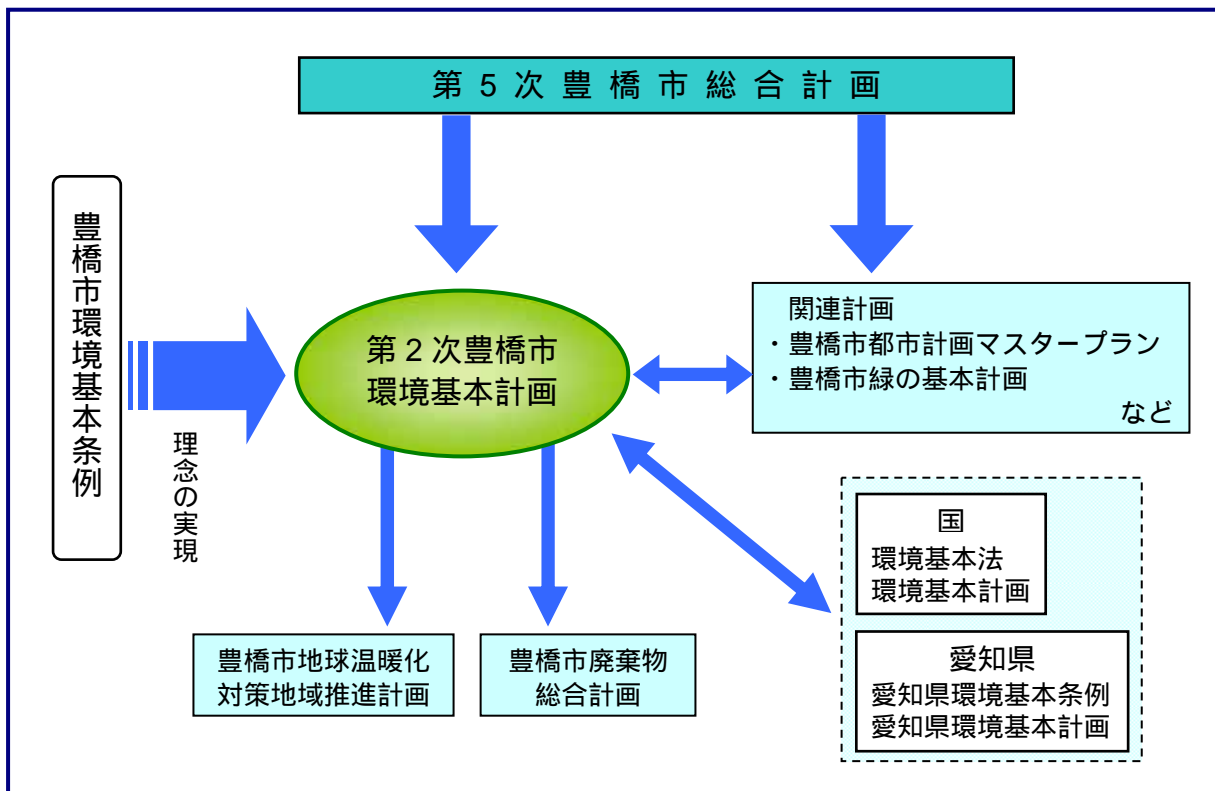 第5次豊橋市総合計画
豊橋市環境基本条例
理念の実現
第2次豊橋市
環境基本計画
関連計画
・豊橋市都市計画マスタープラン
・豊橋市緑の基本計画
など
国
環境基本法
環境基本計画
愛知県
愛知県環境基本条例
愛知県環境基本計画
豊橋市地球温暖化
対策地域推進計画
豊橋市廃棄物
総合計画